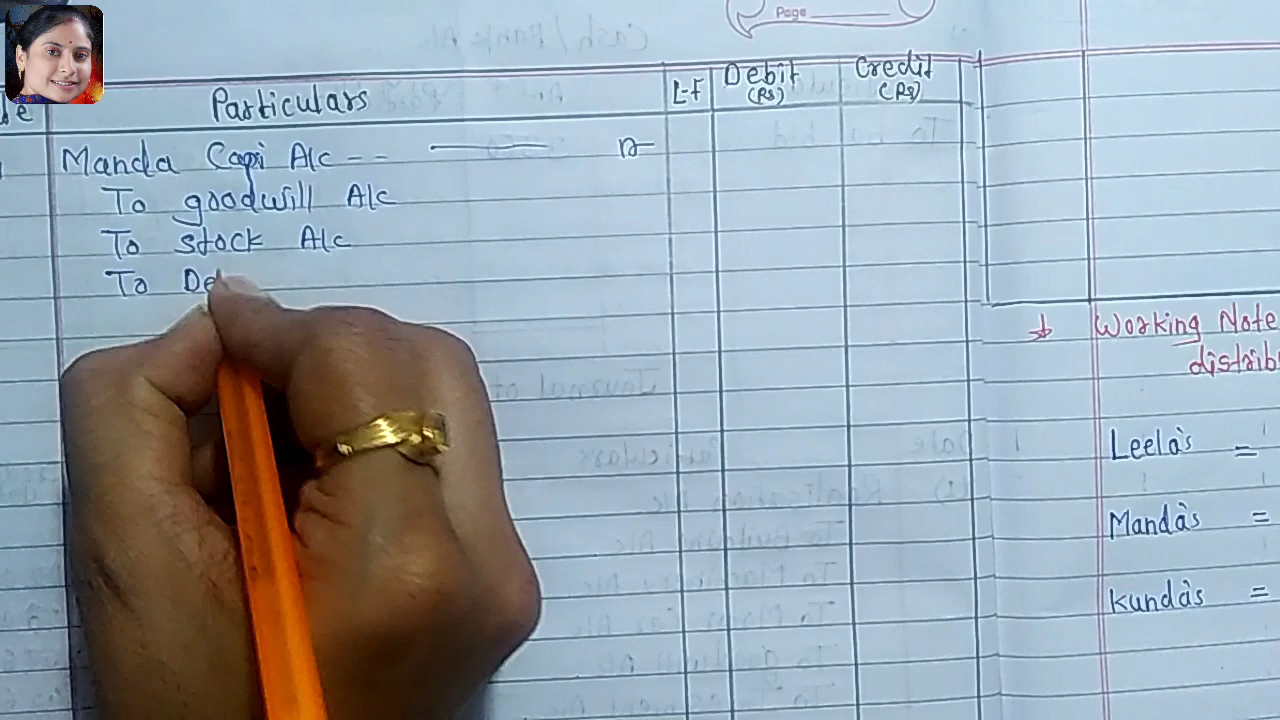 Page
Particulars L-F Debit (Rs) Credit (Rs)
Manda Capi A/c -- Dr
To goodwill A/c
To stock A/c
To De
Working Note
distrib
Leela's =
Manda's =
Kunda's =